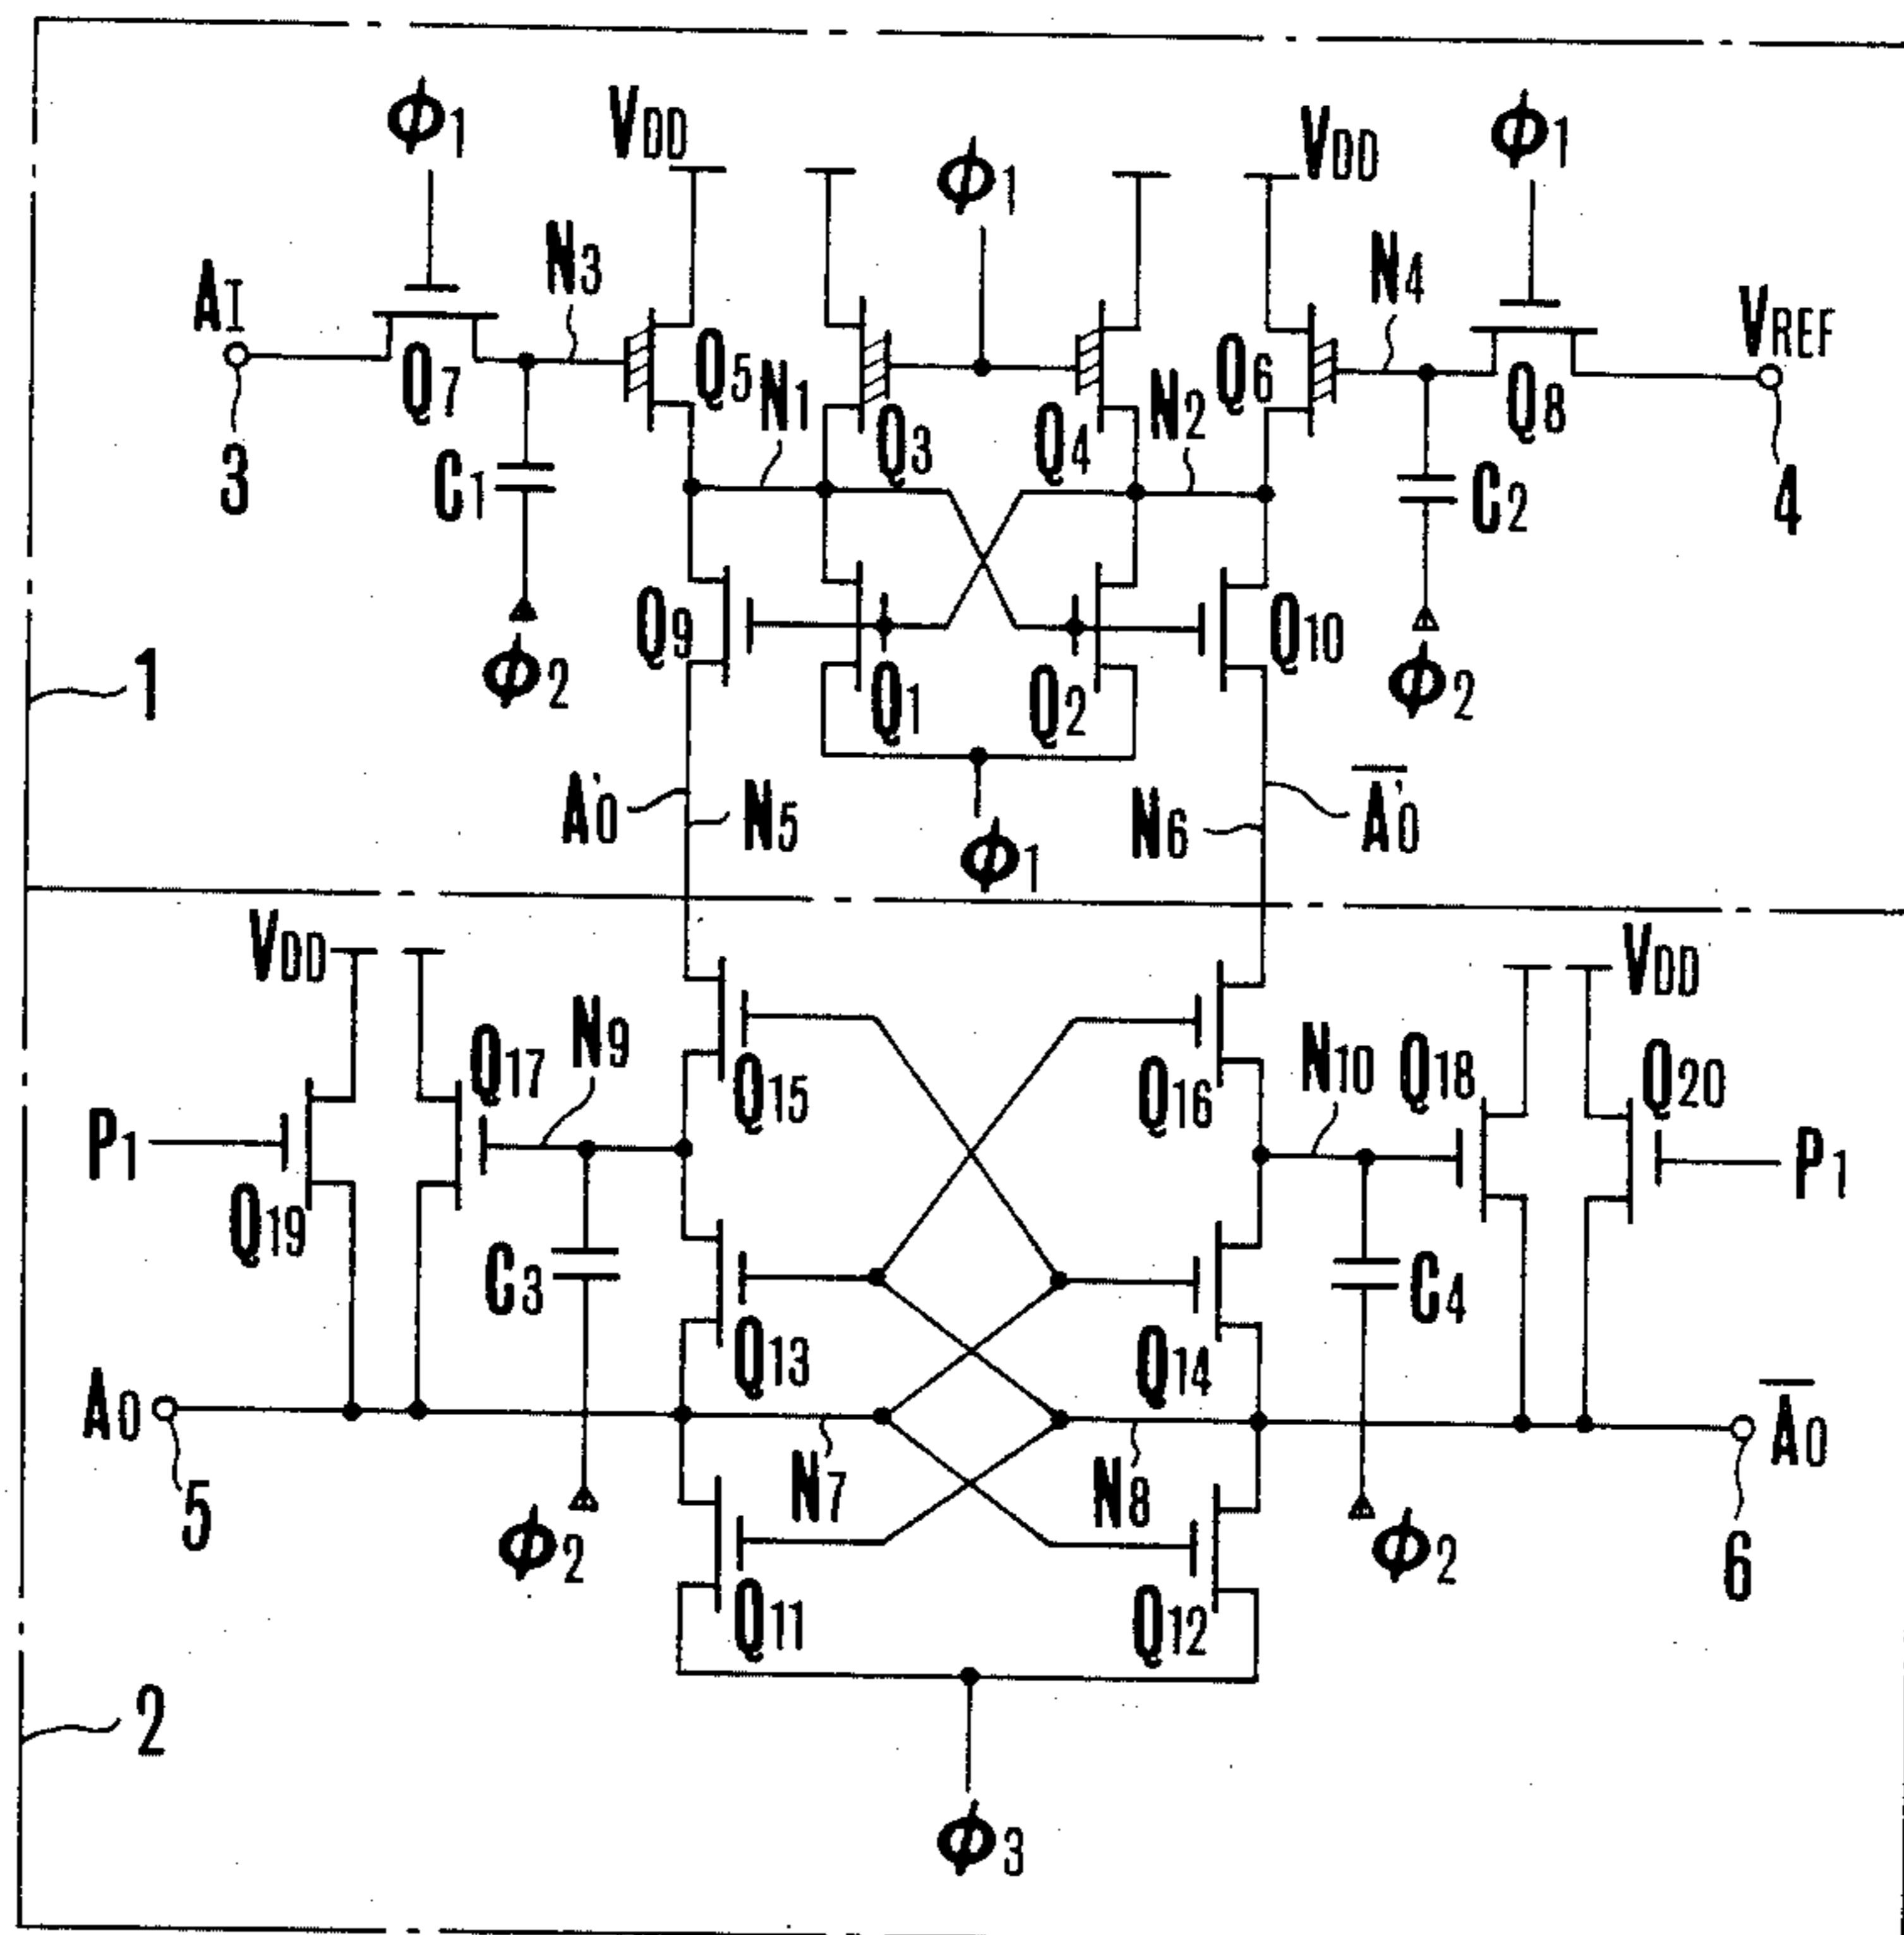 ϕ1 VDD ϕ1 VDD ϕ1
AI N3 N4 VREF
Q7 Q5 N1 Q3 Q4 N2 Q6 Q8
3 C1 C2 4
Q9 Q1 Q2 Q10
ϕ2 ϕ2
1
A'0 N5 ϕ1 N6 A̅'̅0̅
VDD VDD
Q17 N9 Q15 Q16 N10 Q18 Q20
P1 P1
Q19 C3 Q13 Q14 C4
A0 A̅0̅
5 N7 N8 6
ϕ2 ϕ2
Q11 Q12
2
ϕ3